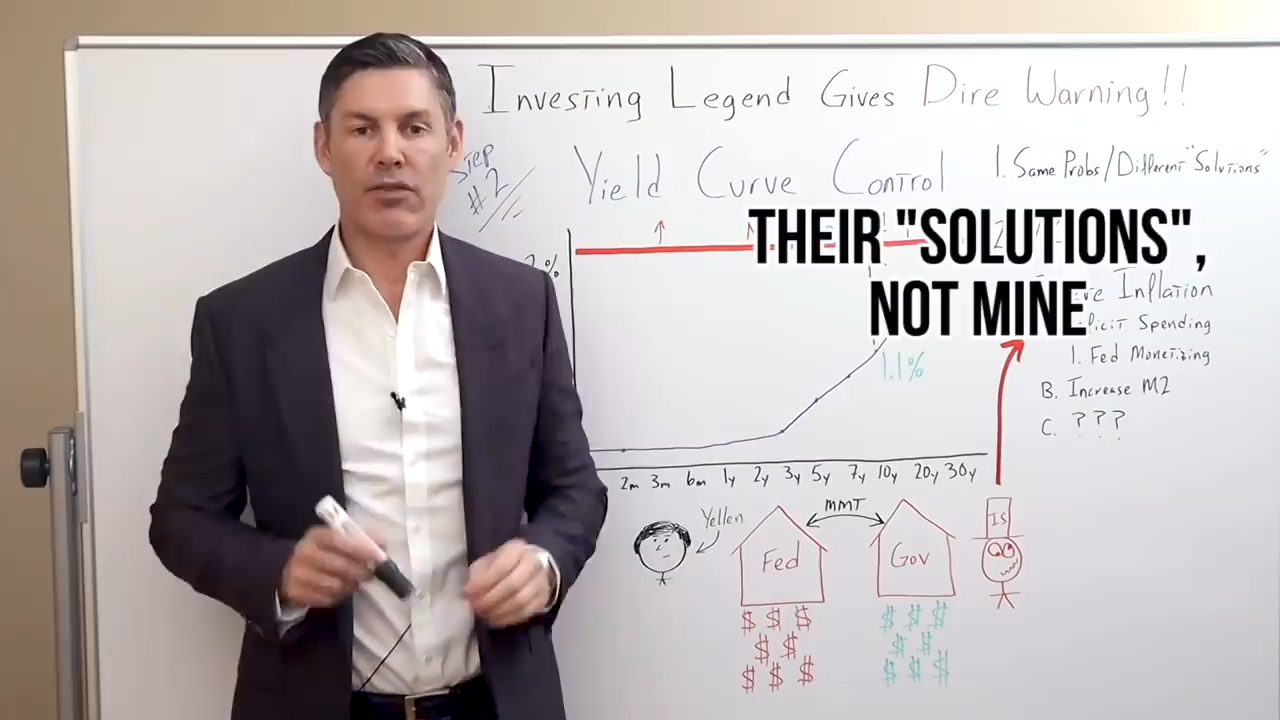 Investing Legend Gives Dire Warning!!
STEP
#2
Yield Curve Control
1. Same Probs/Different "Solutions"
THEIR "SOLUTIONS",
NOT MINE
Inflation
Spending
1. Fed Monetizing
B. Increase M2
C. ???
1.1%
2m 3m 6m 1y 2y 3y 5y 7y 10y 20y 30y
Yellen
MMT
Fed
Gov
IS
$ $ $
$ $
$ $ $
$ $ $
$ $
$ $ $